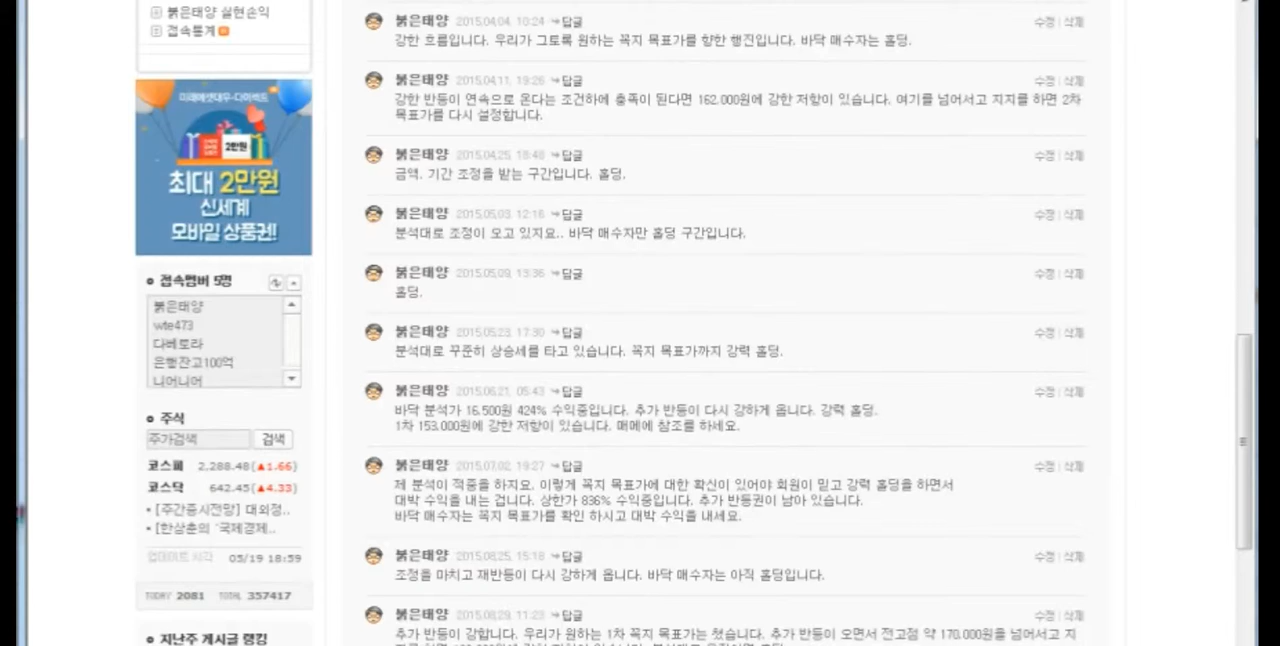 붉은태양 실현손익
접속통계
미래에셋대우-다이렉트
2만원
최대 2만원
신세계
모바일 상품권!
접속멤버 5명
붉은태양
wte473
다베토라
은행잔고100억
니어니어
주식
주가검색 검색
코스피 2,288.48(▲1.66)
코스닥 642.45(▲4.33)
[주간증시전망] 대외정..
[한상춘의 '국제경제..
업데이트 시각 05/19 18:59
TODAY 2081 TOTAL 357417
지난주 게시글 랭킹
붉은태양 2015.04.04. 10:24 답글 수정 | 삭제
강한 흐름입니다. 우리가 그토록 원하는 꼭지 목표가를 향한 행진입니다. 바닥 매수자는 홀딩.
붉은태양 2015.04.11. 19:26 답글 수정 | 삭제
강한 반등이 연속으로 온다는 조건하에 충족이 된다면 162.000원에 강한 저항이 있습니다. 여기를 넘어서고 지지를 하면 2차
목표가를 다시 설정합니다.
붉은태양 2015.04.25. 18:48 답글 수정 | 삭제
금액. 기간 조정을 받는 구간입니다. 홀딩.
붉은태양 2015.05.03. 12:16 답글 수정 | 삭제
분석대로 조정이 오고 있지요.. 바닥 매수자만 홀딩 구간입니다.
붉은태양 2015.05.09. 13:36 답글 수정 | 삭제
홀딩.
붉은태양 2015.05.23. 17:30 답글 수정 | 삭제
분석대로 꾸준히 상승세를 타고 있습니다. 꼭지 목표가까지 강력 홀딩.
붉은태양 2015.06.21. 05:43 답글 수정 | 삭제
바닥 분석가 16.500원 424% 수익중입니다. 추가 반등이 다시 강하게 옵니다. 강력 홀딩.
1차 153.000원에 강한 저항이 있습니다. 매매에 참조를 하세요.
붉은태양 2015.07.02. 19:27 답글 수정 | 삭제
제 분석이 적중을 하지요. 이렇게 꼭지 목표가에 대한 확신이 있어야 회원이 믿고 강력 홀딩을 하면서
대박 수익을 내는 겁니다. 상한가 836% 수익중입니다. 추가 반등권이 남아 있습니다.
바닥 매수자는 꼭지 목표가를 확인 하시고 대박 수익을 내세요.
붉은태양 2015.08.25. 15:18 답글 수정 | 삭제
조정을 마치고 재반등이 다시 강하게 옵니다. 바닥 매수자는 아직 홀딩입니다.
붉은태양 2015.08.29. 11:23 답글 수정 | 삭제
추가 반등이 강합니다. 우리가 원하는 1차 꼭지 목표가는 쳤습니다. 추가 반등이 오면서 전고점 약 170.000원을 넘어서고 지